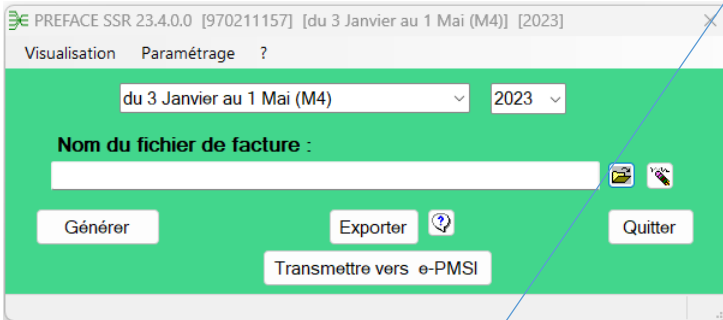 PREFACE SSR 23.4.0.0 [970211157] [du 3 Janvier au 1 Mai (M4)] [2023]
Visualisation Paramétrage ?
du 3 Janvier au 1 Mai (M4) 2023
Nom du fichier de facture :
Générer Exporter ? Quitter
Transmettre vers e-PMSI